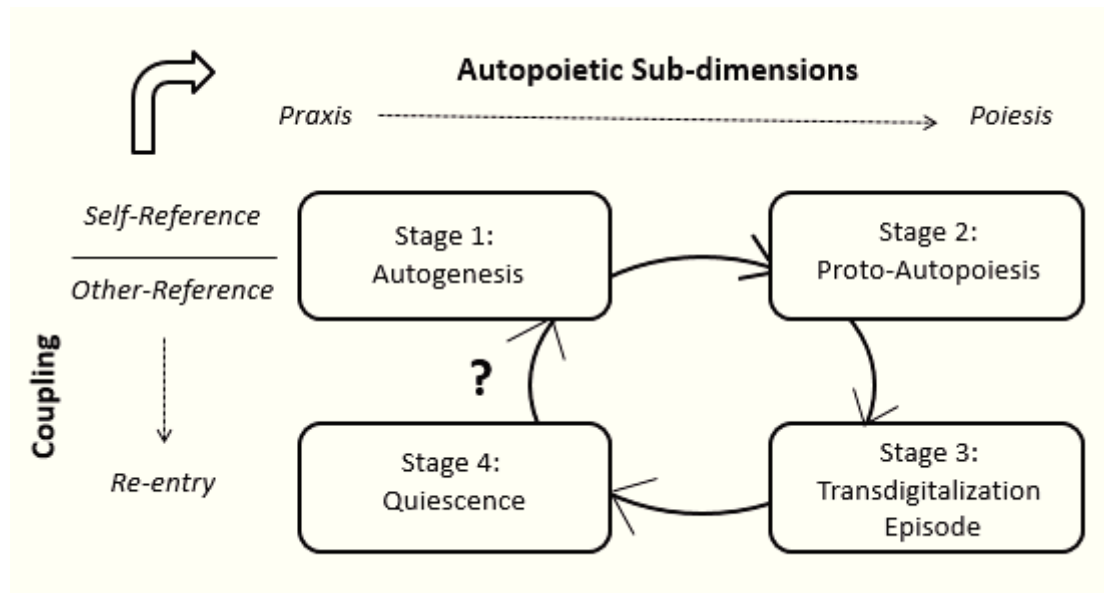 Autopoietic Sub-dimensions
Praxis
Poiesis
Self-Reference
Other-Reference
Coupling
Re-entry
Stage 1:
Autogenesis
Stage 2:
Proto-Autopoiesis
?
Stage 4:
Quiescence
Stage 3:
Transdigitalization
Episode